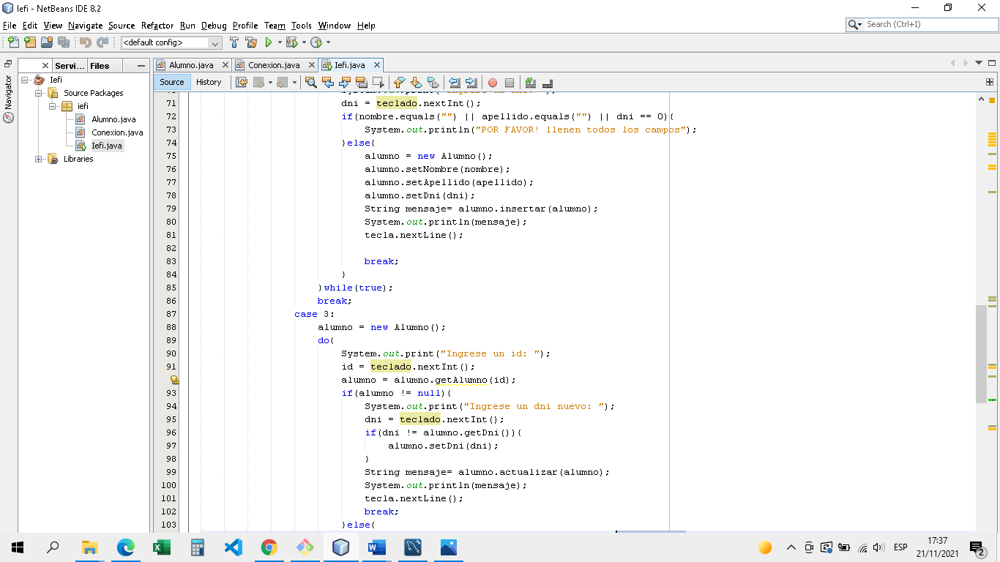 Iefi - NetBeans IDE 8.2
File Edit View Navigate Source Refactor Run Debug Profile Team Tools Window Help
Search (Ctrl+I)
<default config>
Servi... Files
Alumno.java Conexion.java Iefi.java
Navigator
Source History
Iefi
Source Packages
iefi
Alumno.java
Conexion.java
Iefi.java
Libraries
71 dni = teclado.nextInt();
72 if(nombre.equals("") || apellido.equals("") || dni == 0){
73 System.out.println("POR FAVOR! llenen todos los campos");
74 }else{
75 alumno = new Alumno();
76 alumno.setNombre(nombre);
77 alumno.setApellido(apellido);
78 alumno.setDni(dni);
79 String mensaje= alumno.insertar(alumno);
80 System.out.println(mensaje);
81 tecla.nextLine();
82
83 break;
84 }
85 }while(true);
86 break;
87 case 3:
88 alumno = new Alumno();
89 do{
90 System.out.print("Ingrese un id: ");
91 id = teclado.nextInt();
alumno = alumno.getAlumno(id);
93 if(alumno != null){
94 System.out.print("Ingrese un dni nuevo: ");
95 dni = teclado.nextInt();
96 if(dni != alumno.getDni()){
97 alumno.setDni(dni);
98 }
99 String mensaje= alumno.actualizar(alumno);
100 System.out.println(mensaje);
101 tecla.nextLine();
102 break;
103 }else{
ESP
17:37
21/11/2021
2